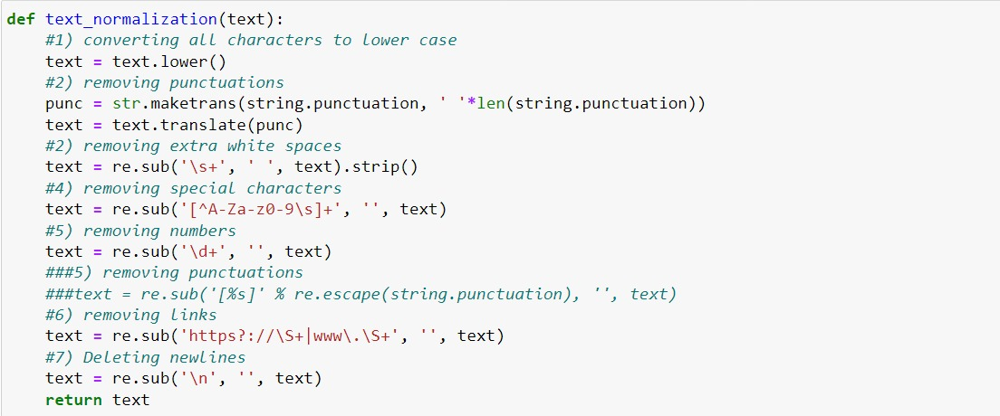 def text_normalization(text):
    #1) converting all characters to lower case
    text = text.lower()
    #2) removing punctuations
    punc = str.maketrans(string.punctuation, ' '*len(string.punctuation))
    text = text.translate(punc)
    #2) removing extra white spaces
    text = re.sub('\s+', ' ', text).strip()
    #4) removing special characters
    text = re.sub('[^A-Za-z0-9\s]+', '', text)
    #5) removing numbers
    text = re.sub('\d+', '', text)
    ###5) removing punctuations
    ###text = re.sub('[%s]' % re.escape(string.punctuation), '', text)
    #6) removing links
    text = re.sub('https?://\S+|www\.\S+', '', text)
    #7) Deleting newlines
    text = re.sub('\n', '', text)
    return text